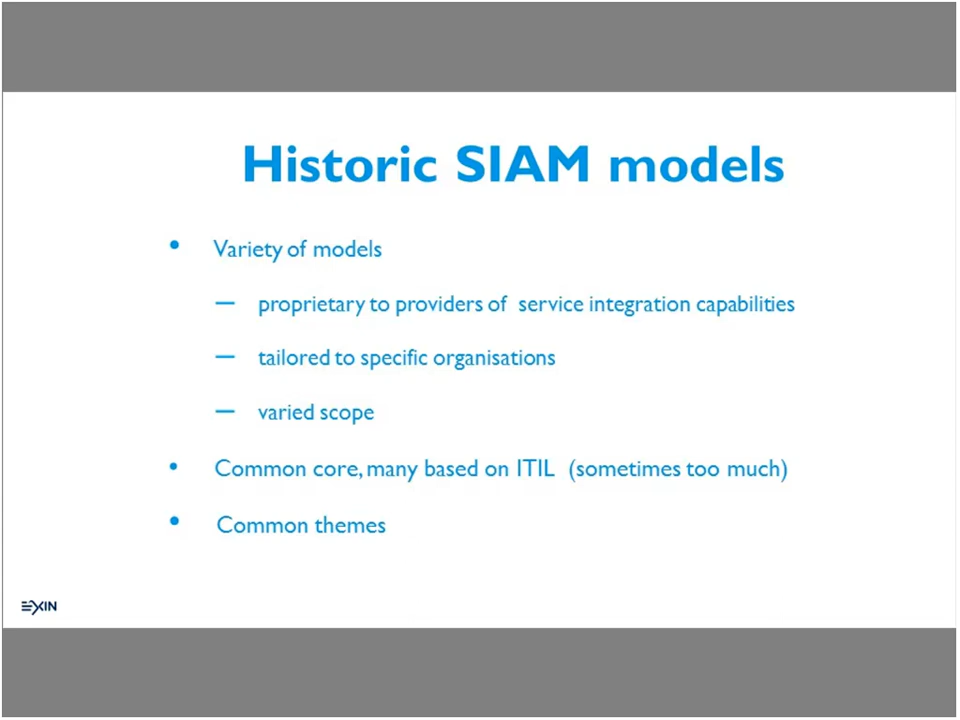 Historic SIAM models
• Variety of models
— proprietary to providers of service integration capabilities
— tailored to specific organisations
— varied scope
• Common core, many based on ITIL (sometimes too much)
• Common themes
EXIN